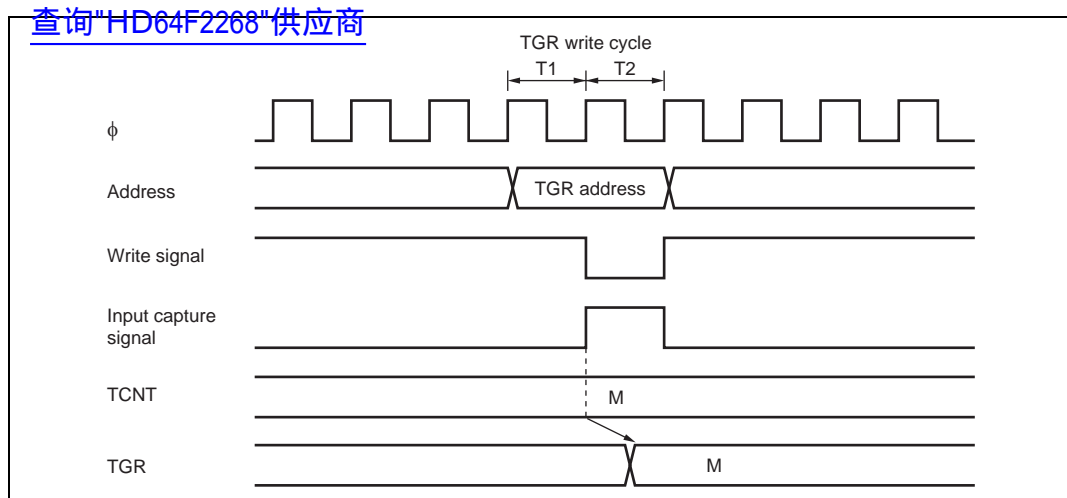 查询"HD64F2268"供应商
TGR write cycle
T1 T2
ϕ
Address
TGR address
Write signal
Input capture
signal
TCNT
M
TGR
M